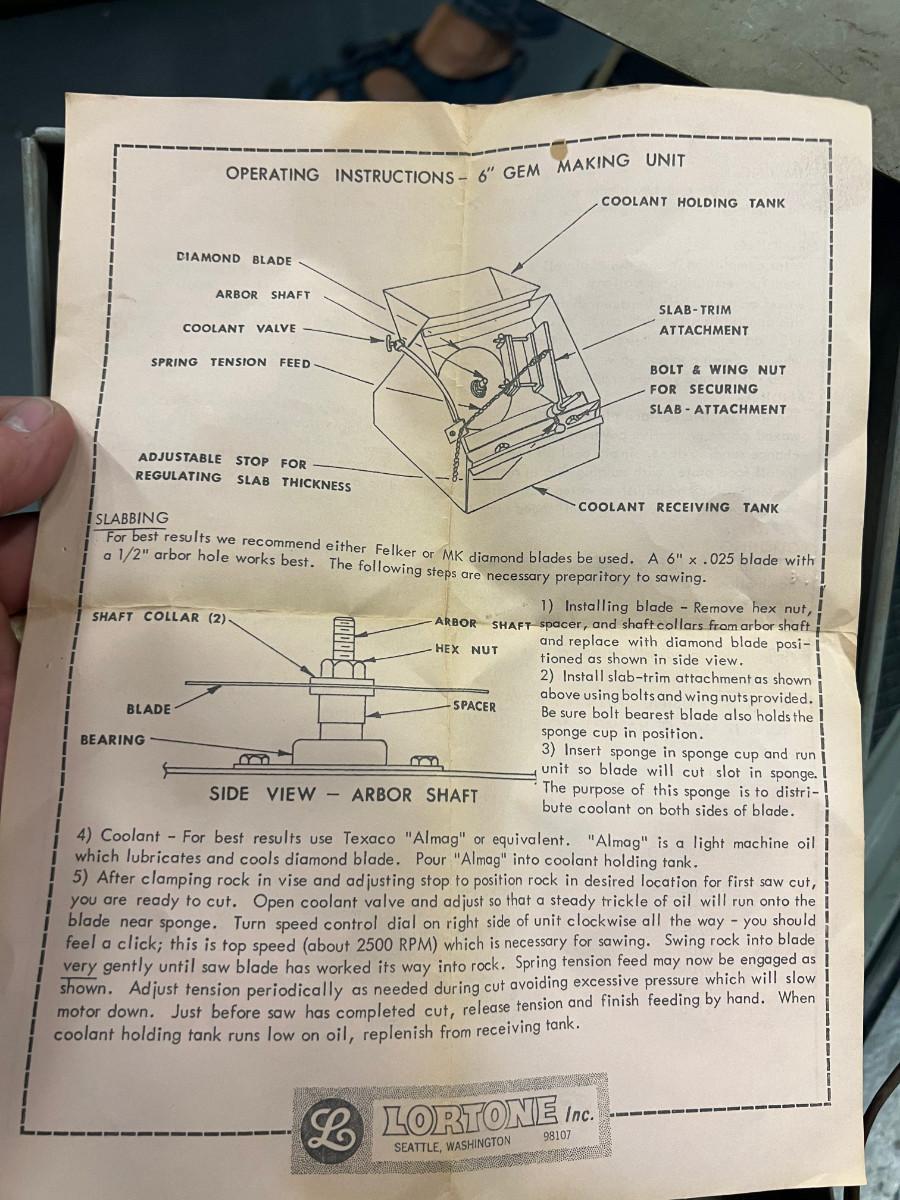 OPERATING INSTRUCTIONS- 6" GEM MAKING UNIT
COOLANT HOLDING TANK
DIAMOND BLADE
ARBOR SHAFT
COOLANT VALVE
SPRING TENSION FEED
SLAB-TRIM
ATTACHMENT
BOLT & WING NUT
FOR SECURING
SLAB-ATTACHMENT
ADJUSTABLE STOP FOR
REGULATING SLAB THICKNESS
COOLANT RECEIVING TANK
SLABBING
For best results we recommend either Felker or MK diamond blades be used. A 6" x .025 blade with
a 1/2" arbor hole works best. The following steps are necessary preparitory to sawing.
SHAFT COLLAR (2)
ARBOR SHAFT
HEX NUT
BLADE
SPACER
BEARING
SIDE VIEW - ARBOR SHAFT
1) Installing blade - Remove hex nut,
spacer, and shaft collars from arbor shaft
and replace with diamond blade posi-
tioned as shown in side view.
2) Install slab-trim attachment as shown
above using bolts and wing nuts provided.
Be sure bolt bearest blade also holds the
sponge cup in position.
3) Insert sponge in sponge cup and run
unit so blade will cut slot in sponge.
The purpose of this sponge is to distri-
bute coolant on both sides of blade.
4) Coolant - For best results use Texaco "Almag" or equivalent. "Almag" is a light machine oil
which lubricates and cools diamond blade. Pour "Almag" into coolant holding tank.
5) After clamping rock in vise and adjusting stop to position rock in desired location for first saw cut,
you are ready to cut. Open coolant valve and adjust so that a steady trickle of oil will run onto the
blade near sponge. Turn speed control dial on right side of unit clockwise all the way - you should
feel a click; this is top speed (about 2500 RPM) which is necessary for sawing. Swing rock into blade
very gently until saw blade has worked its way into rock. Spring tension feed may now be engaged as
shown. Adjust tension periodically as needed during cut avoiding excessive pressure which will slow
motor down. Just before saw has completed cut, release tension and finish feeding by hand. When
coolant holding tank runs low on oil, replenish from receiving tank.
L LORTONE Inc.
SEATTLE, WASHINGTON 98107